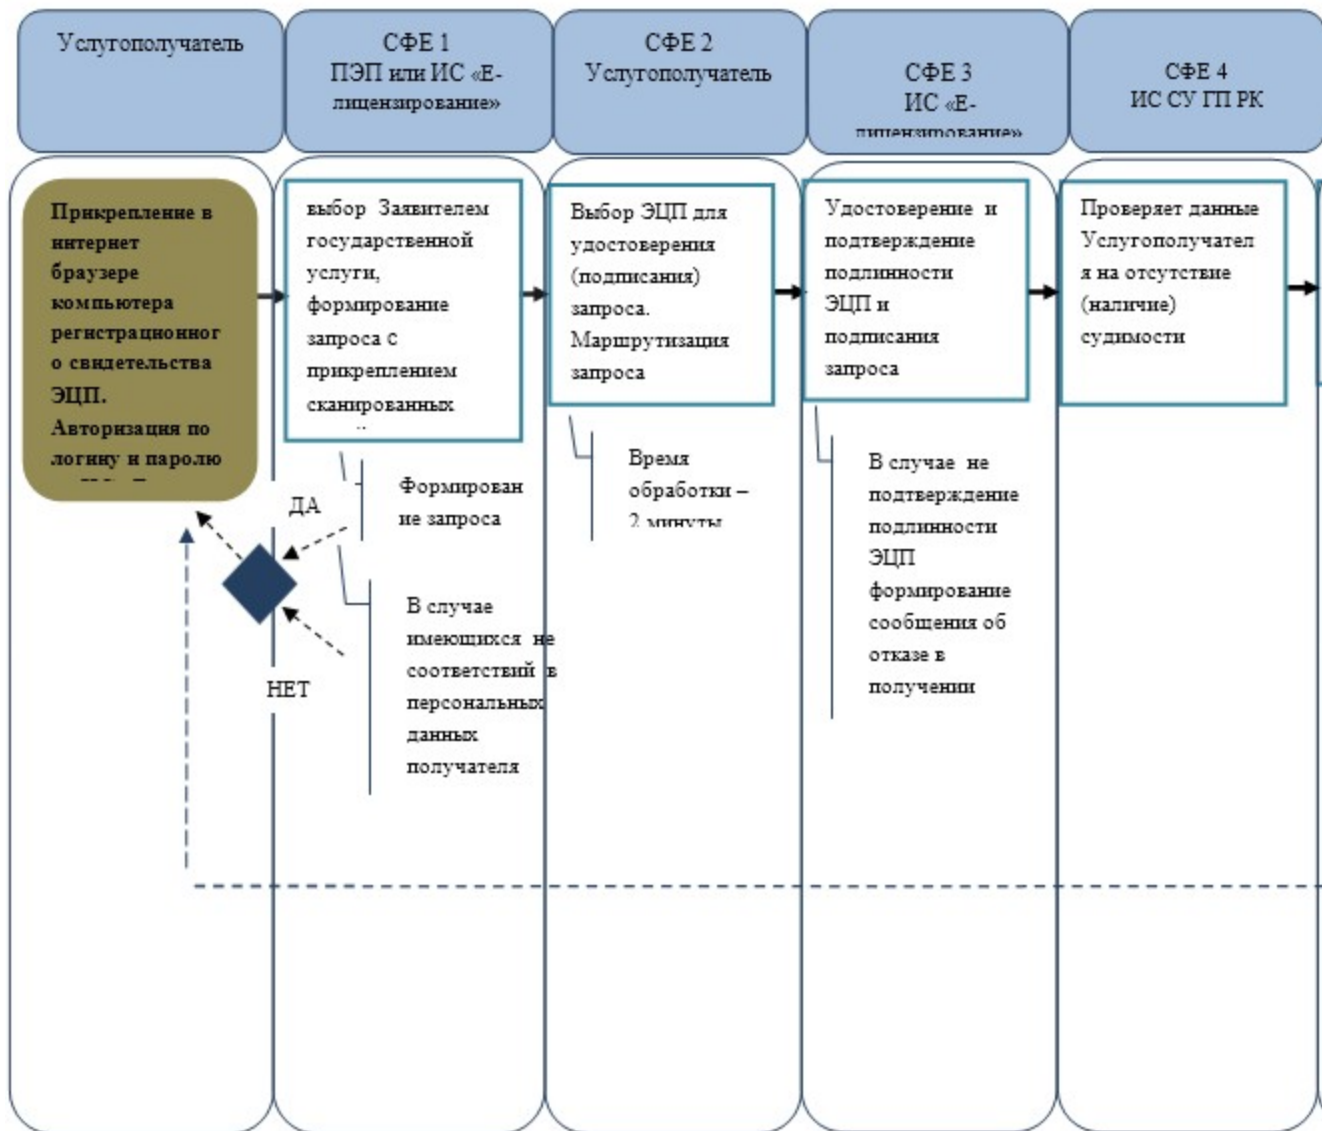 Услугополучатель
СФЕ 1
ПЭП или ИС «Е-
лицензирование»
СФЕ 2
Услугополучатель
СФЕ 3
ИС «Е-
лицензирование»
СФЕ 4
ИС СУ ГП РК
Прикрепление в
интернет
браузере
компьютера
регистрационног
о свидетельства
ЭЦП.
Авторизация по
логину и паролю
выбор Заявителем
государственной
услуги,
формирование
запроса с
прикреплением
сканированных
Выбор ЭЦП для
удостоверения
(подписания)
запроса.
Маршрутизация
запроса
Удостоверение и
подтверждение
подлинности
ЭЦП и
подписания
запроса
Проверяет данные
Услугополучател
я на отсутствие
(наличие)
судимости
ДА
Формирован
ие запроса
Время
обработки –
2 минуты
В случае не
подтверждение
подлинности
ЭЦП
формирование
сообщения об
отказе в
получении
НЕТ
В случае
имеющихся не
соответствий в
персональных
данных
получателя